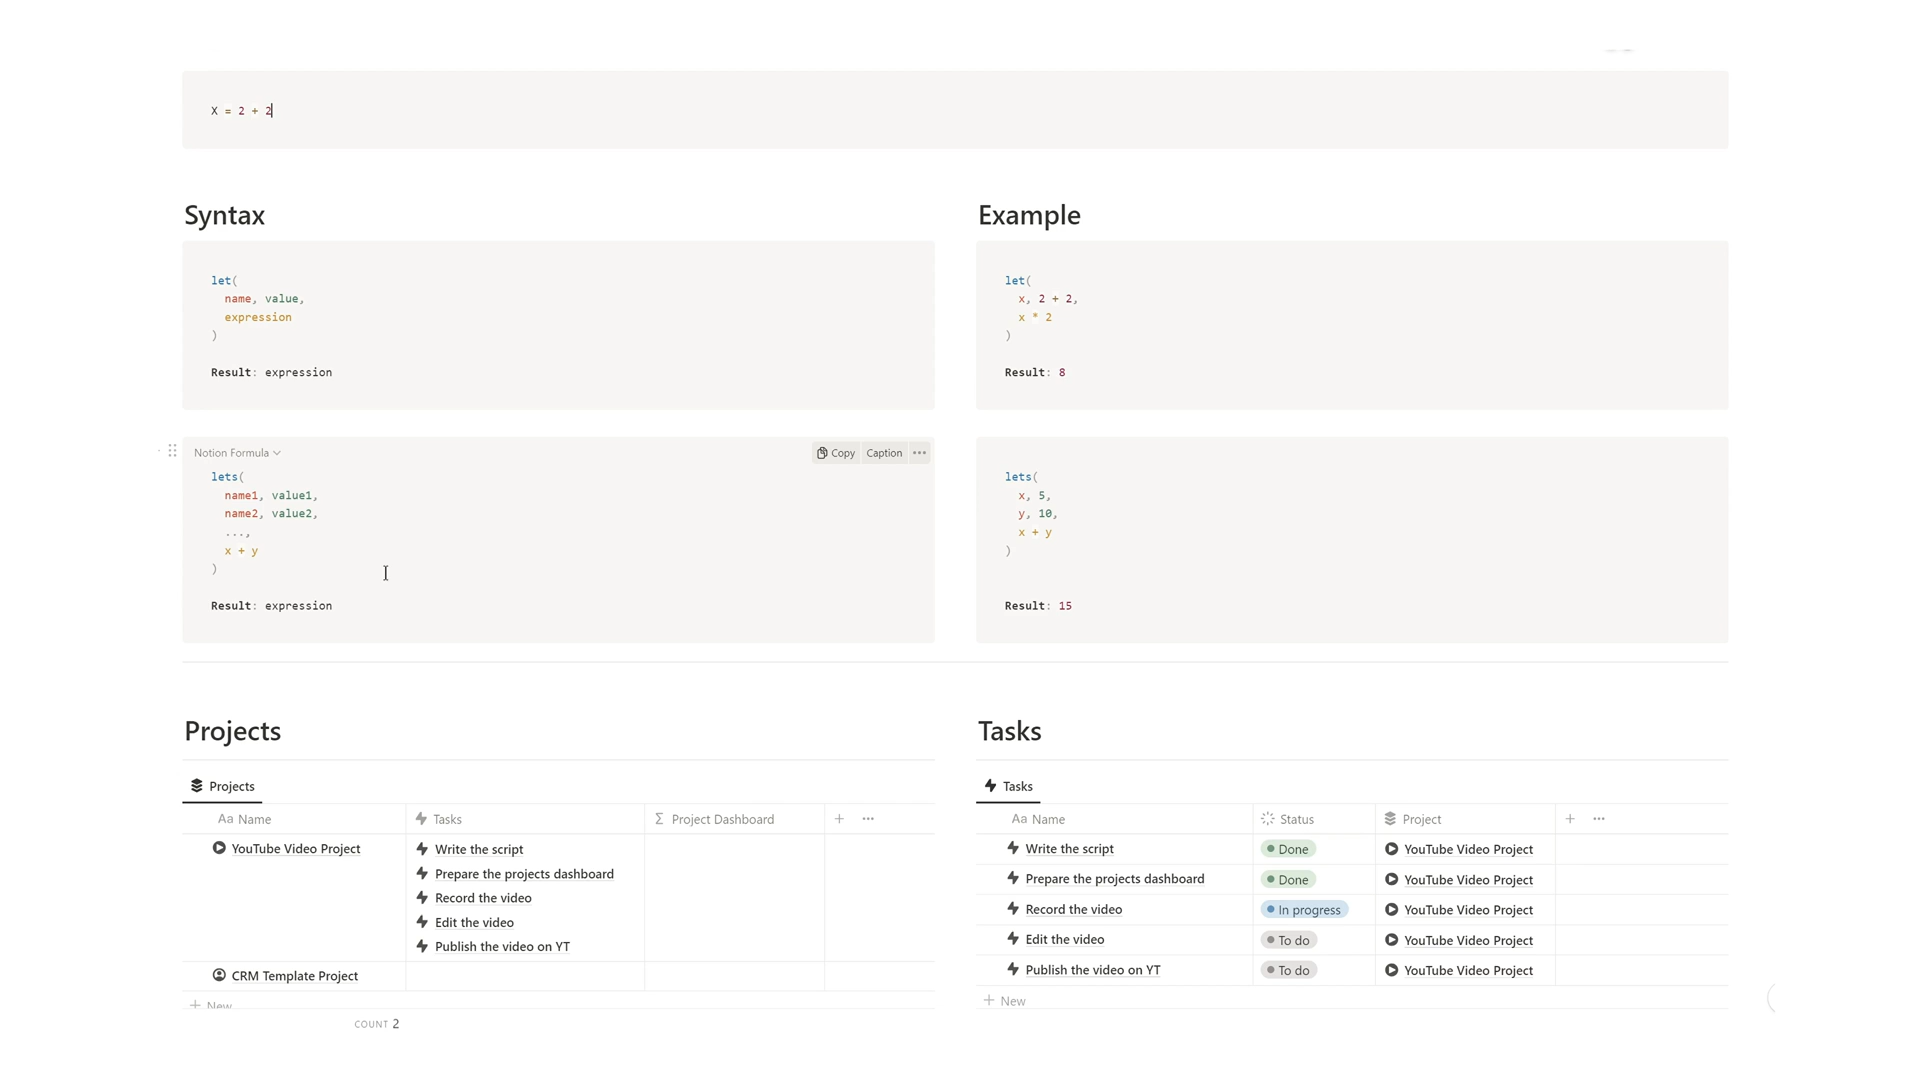 X = 2 + 2
Syntax
let(
name, value,
expression
)
Result: expression
Notion Formula
Copy Caption
lets(
name1, value1,
name2, value2,
...,
x + y
)
Result: expression
Example
let(
x, 2 + 2,
x * 2
)
Result: 8
lets(
x, 5,
y, 10,
x + y
)
Result: 15
Projects
Projects
Aa Name Tasks Σ Project Dashboard + •••
YouTube Video Project Write the script
Prepare the projects dashboard
Record the video
Edit the video
Publish the video on YT
CRM Template Project
+ New
COUNT 2
Tasks
Tasks
Aa Name Status Project + •••
Write the script Done YouTube Video Project
Prepare the projects dashboard Done YouTube Video Project
Record the video In progress YouTube Video Project
Edit the video To do YouTube Video Project
Publish the video on YT To do YouTube Video Project
+ New